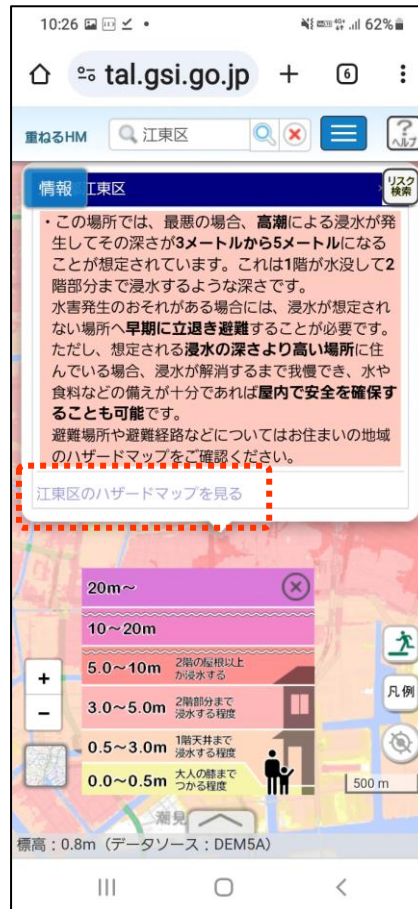 10:26
62%
tal.gsi.go.jp
6
重ねるHM
江東区
?
ヘルプ
情報
江東区
リスク
検索
・この場所では、最悪の場合、高潮による浸水が発
生してその深さが3メートルから5メートルになる
ことが想定されています。これは1階が水没して2
階部分まで浸水するような深さです。
水害発生のおそれがある場合には、浸水が想定され
ない場所へ早期に立退き避難することが必要です。
ただし、想定される浸水の深さより高い場所に住
んでいる場合、浸水が解消するまで我慢でき、水や
食料などの備えが十分であれば屋内で安全を確保す
ることも可能です。
避難場所や避難経路などについてはお住まいの地域
のハザードマップをご確認ください。
江東区のハザードマップを見る
20m～
10～20m
5.0～10m 2階の屋根以上
が浸水する
3.0～5.0m 2階部分まで
浸水する程度
0.5～3.0m 1階天井まで
浸水する程度
0.0～0.5m 大人の膝まで
つかる程度
+
−
凡例
500 m
潮見
標高：0.8m（データソース：DEM5A）